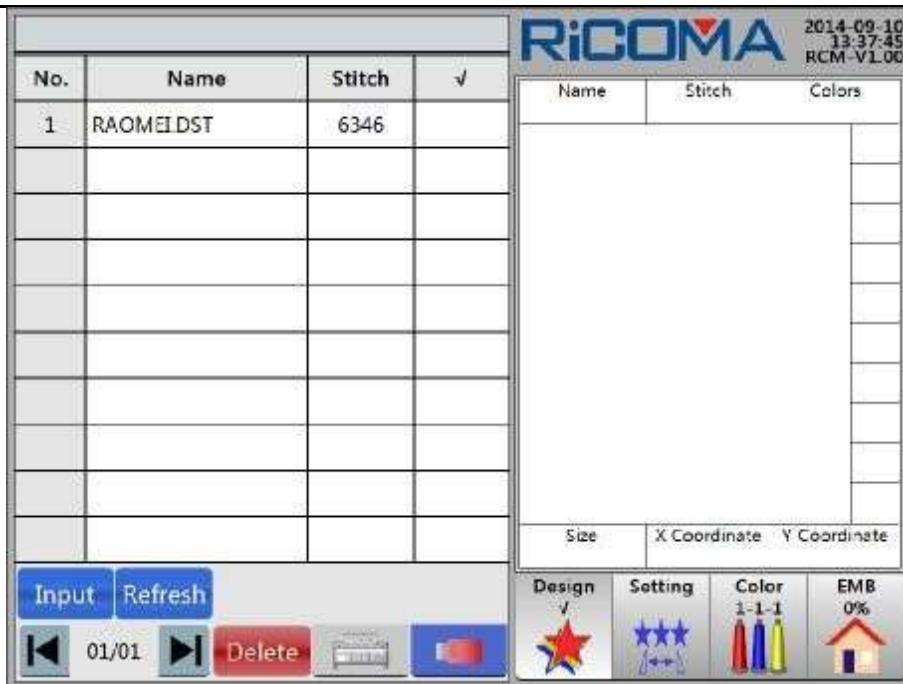 RiCOMA
2014-09-10
13:37:45
RCM-V1.00
No. Name Stitch √
1 RAOMEI.DST 6346
Name Stitch Colors
Size X Coordinate Y Coordinate
Input Refresh
01/01 Delete
Design Setting Color EMB
√ 1-1-1 0%